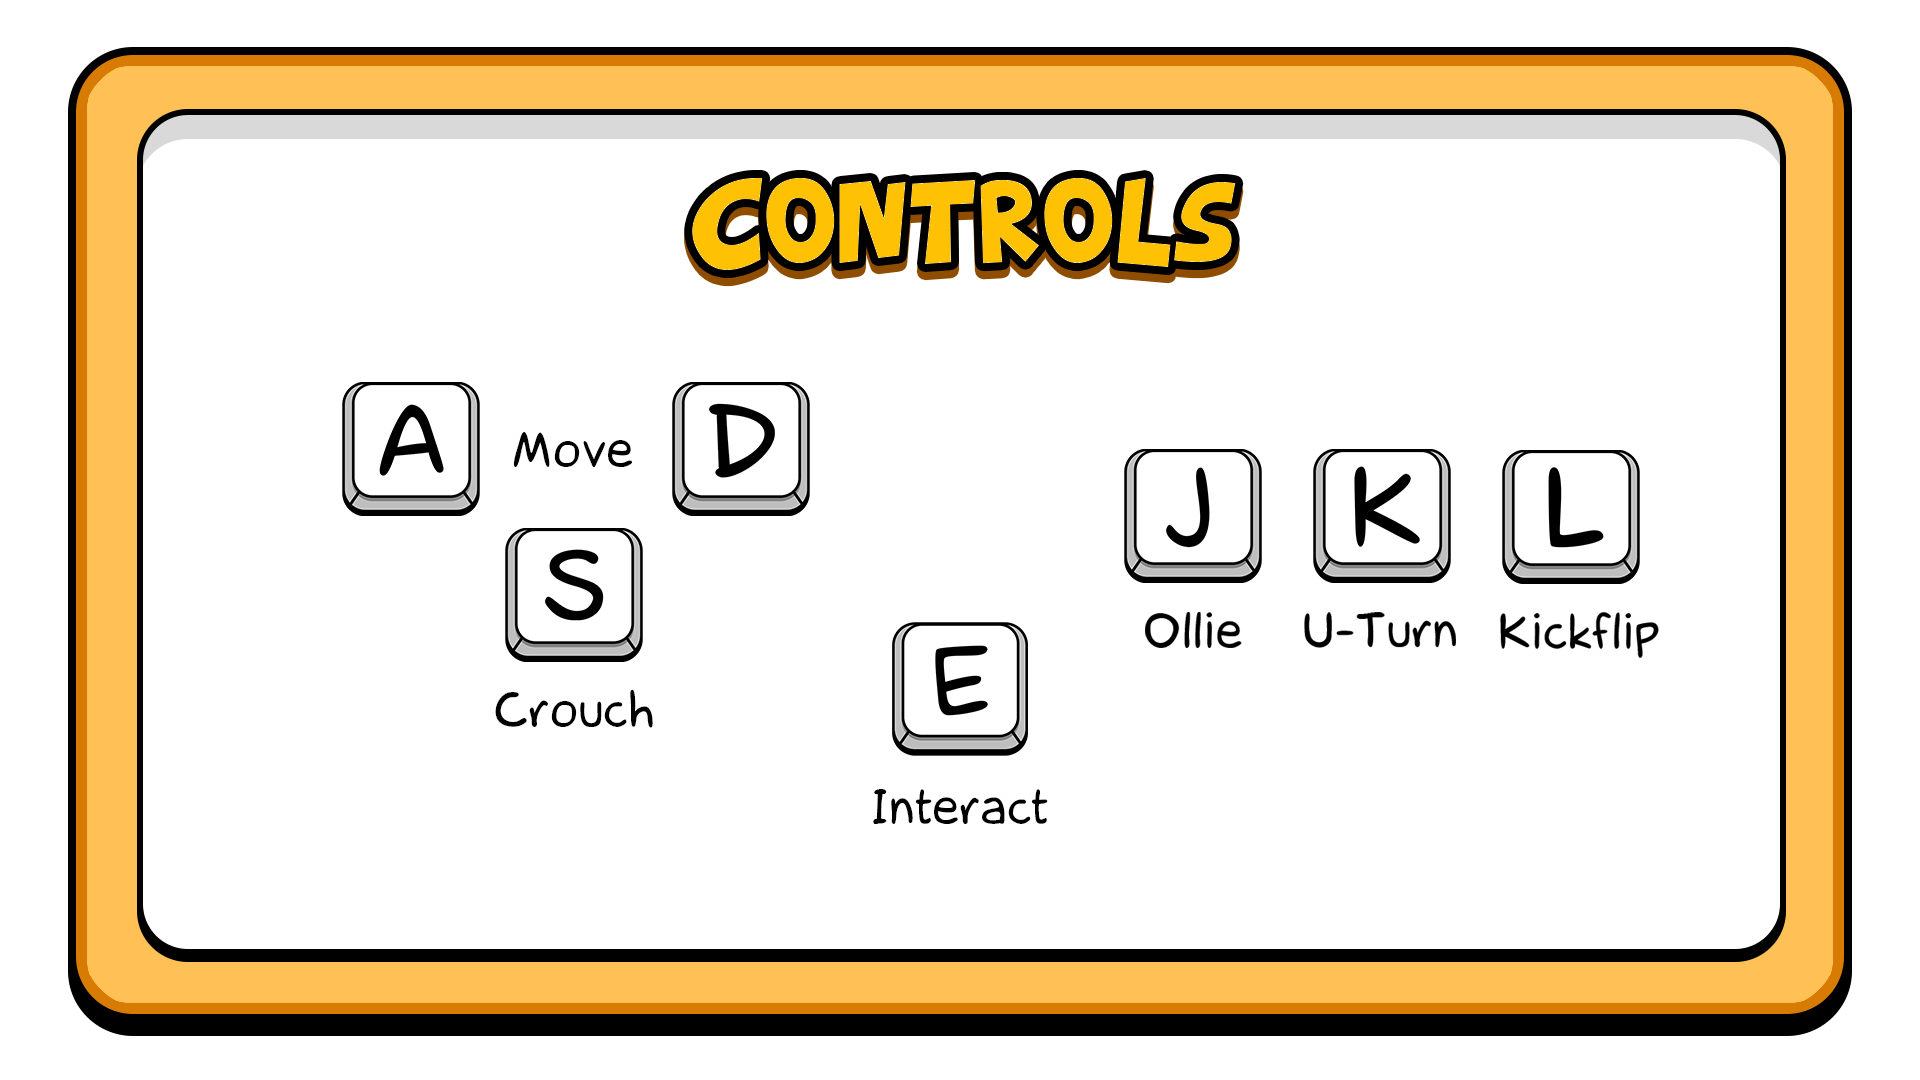 CONTROLS
A Move D
S
Crouch
J K L
Ollie U-Turn Kickflip
E
Interact